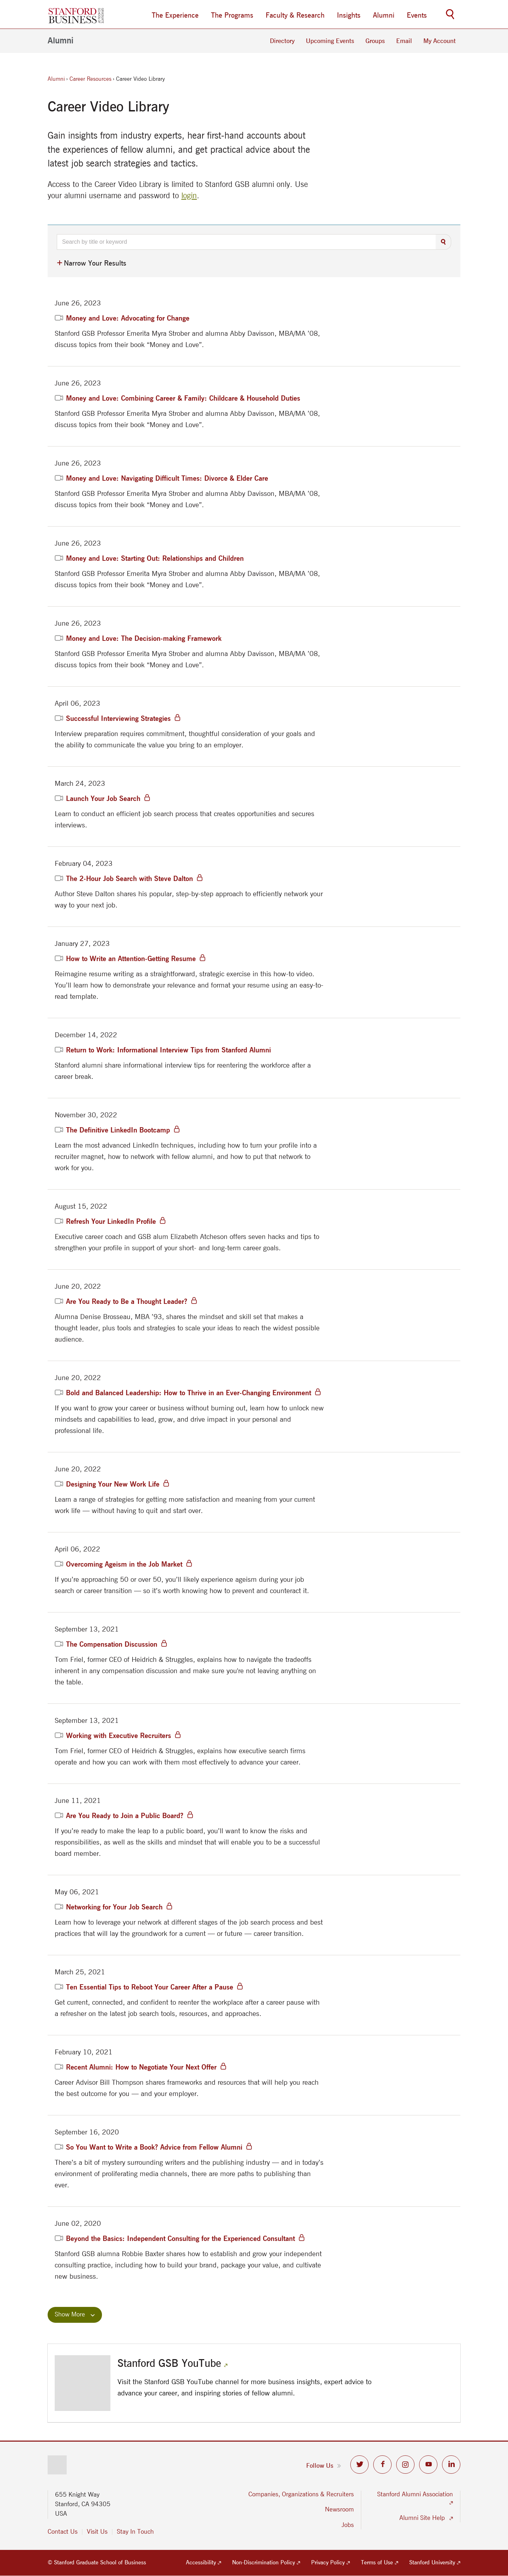 STANFORD
BUSINESS
The Experience
The Programs
Faculty & Research
Insights
Alumni
Events
Alumni
Directory
Upcoming Events
Groups
Email
My Account
Alumni › Career Resources › Career Video Library
Career Video Library
Gain insights from industry experts, hear first-hand accounts about
the experiences of fellow alumni, and get practical advice about the
latest job search strategies and tactics.
Access to the Career Video Library is limited to Stanford GSB alumni only. Use
your alumni username and password to login.
Search by title or keyword
+ Narrow Your Results
June 26, 2023
Money and Love: Advocating for Change
Stanford GSB Professor Emerita Myra Strober and alumna Abby Davisson, MBA/MA ’08,
discuss topics from their book “Money and Love”.
June 26, 2023
Money and Love: Combining Career & Family: Childcare & Household Duties
Stanford GSB Professor Emerita Myra Strober and alumna Abby Davisson, MBA/MA ’08,
discuss topics from their book “Money and Love”.
June 26, 2023
Money and Love: Navigating Difficult Times: Divorce & Elder Care
Stanford GSB Professor Emerita Myra Strober and alumna Abby Davisson, MBA/MA ’08,
discuss topics from their book “Money and Love”.
June 26, 2023
Money and Love: Starting Out: Relationships and Children
Stanford GSB Professor Emerita Myra Strober and alumna Abby Davisson, MBA/MA ’08,
discuss topics from their book “Money and Love”.
June 26, 2023
Money and Love: The Decision-making Framework
Stanford GSB Professor Emerita Myra Strober and alumna Abby Davisson, MBA/MA ’08,
discuss topics from their book “Money and Love”.
April 06, 2023
Successful Interviewing Strategies
Interview preparation requires commitment, thoughtful consideration of your goals and
the ability to communicate the value you bring to an employer.
March 24, 2023
Launch Your Job Search
Learn to conduct an efficient job search process that creates opportunities and secures
interviews.
February 04, 2023
The 2-Hour Job Search with Steve Dalton
Author Steve Dalton shares his popular, step-by-step approach to efficiently network your
way to your next job.
January 27, 2023
How to Write an Attention-Getting Resume
Reimagine resume writing as a straightforward, strategic exercise in this how-to video.
You’ll learn how to demonstrate your relevance and format your resume using an easy-to-
read template.
December 14, 2022
Return to Work: Informational Interview Tips from Stanford Alumni
Stanford alumni share informational interview tips for reentering the workforce after a
career break.
November 30, 2022
The Definitive LinkedIn Bootcamp
Learn the most advanced LinkedIn techniques, including how to turn your profile into a
recruiter magnet, how to network with fellow alumni, and how to put that network to
work for you.
August 15, 2022
Refresh Your LinkedIn Profile
Executive career coach and GSB alum Elizabeth Atcheson offers seven hacks and tips to
strengthen your profile in support of your short- and long-term career goals.
June 20, 2022
Are You Ready to Be a Thought Leader?
Alumna Denise Brosseau, MBA ’93, shares the mindset and skill set that makes a
thought leader, plus tools and strategies to scale your ideas to reach the widest possible
audience.
June 20, 2022
Bold and Balanced Leadership: How to Thrive in an Ever-Changing Environment
If you want to grow your career or business without burning out, learn how to unlock new
mindsets and capabilities to lead, grow, and drive impact in your personal and
professional life.
June 20, 2022
Designing Your New Work Life
Learn a range of strategies for getting more satisfaction and meaning from your current
work life — without having to quit and start over.
April 06, 2022
Overcoming Ageism in the Job Market
If you’re approaching 50 or over 50, you’ll likely experience ageism during your job
search or career transition — so it’s worth knowing how to prevent and counteract it.
September 13, 2021
The Compensation Discussion
Tom Friel, former CEO of Heidrick & Struggles, explains how to navigate the tradeoffs
inherent in any compensation discussion and make sure you're not leaving anything on
the table.
September 13, 2021
Working with Executive Recruiters
Tom Friel, former CEO of Heidrick & Struggles, explains how executive search firms
operate and how you can work with them most effectively to advance your career.
June 11, 2021
Are You Ready to Join a Public Board?
If you’re ready to make the leap to a public board, you’ll want to know the risks and
responsibilities, as well as the skills and mindset that will enable you to be a successful
board member.
May 06, 2021
Networking for Your Job Search
Learn how to leverage your network at different stages of the job search process and best
practices that will lay the groundwork for a current — or future — career transition.
March 25, 2021
Ten Essential Tips to Reboot Your Career After a Pause
Get current, connected, and confident to reenter the workplace after a career pause with
a refresher on the latest job search tools, resources, and approaches.
February 10, 2021
Recent Alumni: How to Negotiate Your Next Offer
Career Advisor Bill Thompson shares frameworks and resources that will help you reach
the best outcome for you — and your employer.
September 16, 2020
So You Want to Write a Book? Advice from Fellow Alumni
There’s a bit of mystery surrounding writers and the publishing industry — and in today’s
environment of proliferating media channels, there are more paths to publishing than
ever.
June 02, 2020
Beyond the Basics: Independent Consulting for the Experienced Consultant
Stanford GSB alumna Robbie Baxter shares how to establish and grow your independent
consulting practice, including how to build your brand, package your value, and cultivate
new business.
Show More
Stanford GSB YouTube
Visit the Stanford GSB YouTube channel for more business insights, expert advice to
advance your career, and inspiring stories of fellow alumni.
Follow Us
655 Knight Way
Stanford, CA 94305
USA
Contact Us
Visit Us
Stay In Touch
Companies, Organizations & Recruiters
Newsroom
Jobs
Stanford Alumni Association
Alumni Site Help
© Stanford Graduate School of Business
Accessibility
Non-Discrimination Policy
Privacy Policy
Terms of Use
Stanford University